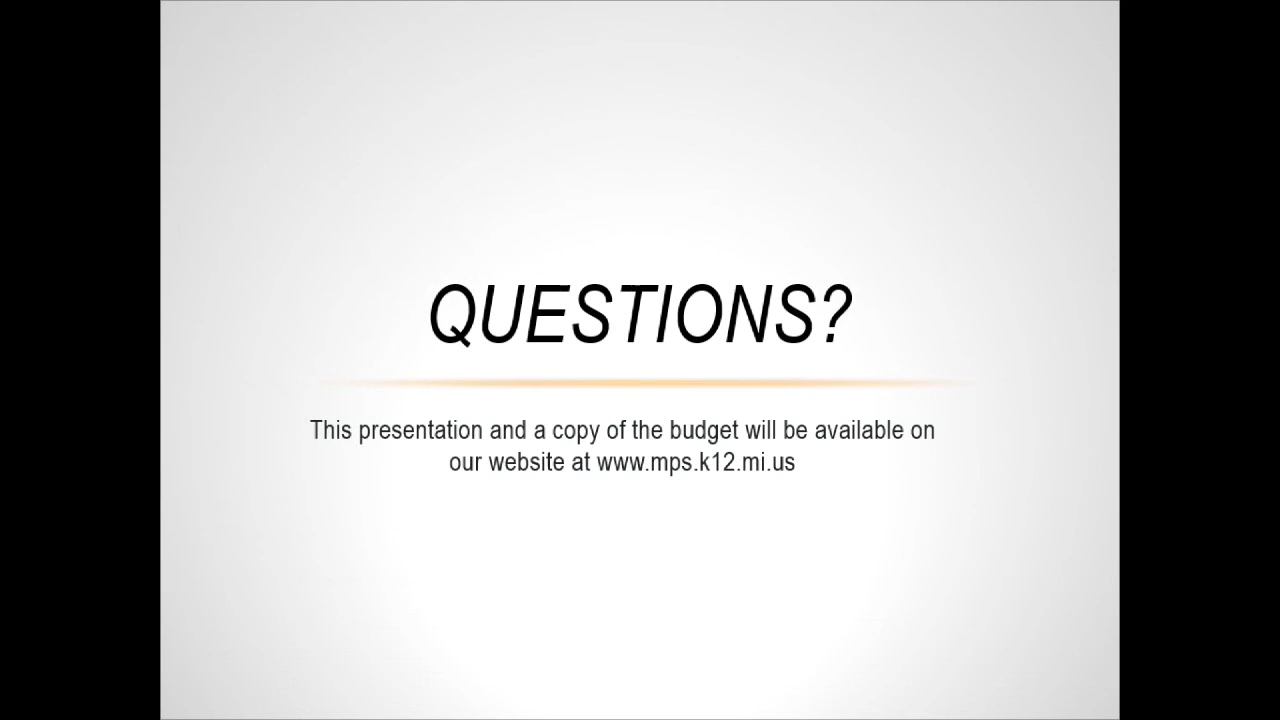 QUESTIONS?
This presentation and a copy of the budget will be available on
our website at www.mps.k12.mi.us